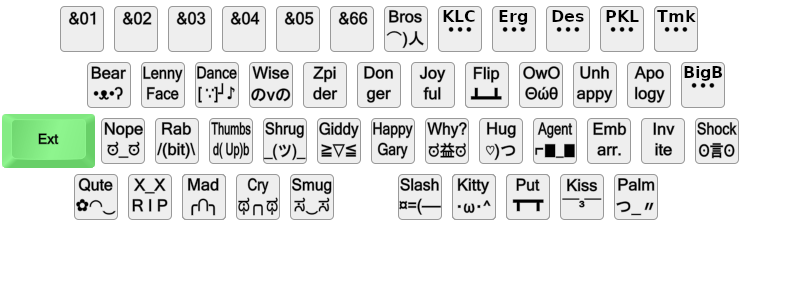 &01 &02 &03 &04 &05 &66 Bros KLC Erg Des PKL Tmk
⌒)人 ••• ••• ••• ••• •••
Bear Lenny Dance Wise Zpi Don Joy Flip OwO Unh Apo BigB
•ᴥ•ʔ Face [ ∵]┘♪ のvの der ger ful ┻┻ Θώθ appy logy •••
Ext Nope Rab Thumbs Shrug Giddy Happy Why? Hug Agent Emb Inv Shock
ಠ_ಠ /(bit)\ d( Up)b _(ツ)_ ≧▽≦ Gary ಠ益ಠ ♡)つ ⌐■_■ arr. ite ʘ言ʘ
Qute X_X Mad Cry Smug Slash Kitty Put Kiss Palm
✿◠‿ R I P ╭∩╮ ಥ╭╮ಥ ಸ‿ಸ ¤=(— ･ω･^ ┳┳ ￣³￣ つ_〃